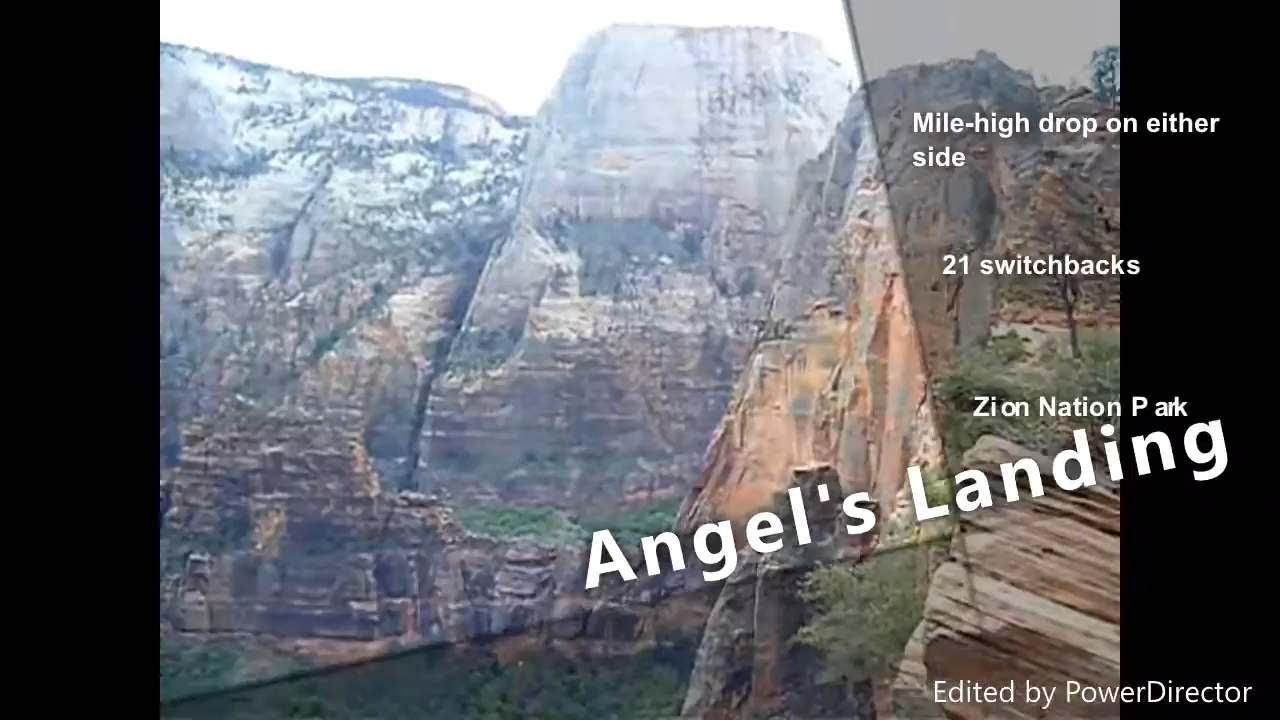 Mile-high drop on either
side
21 switchbacks
Zion Nation Park
Angel's Landing
Edited by PowerDirector